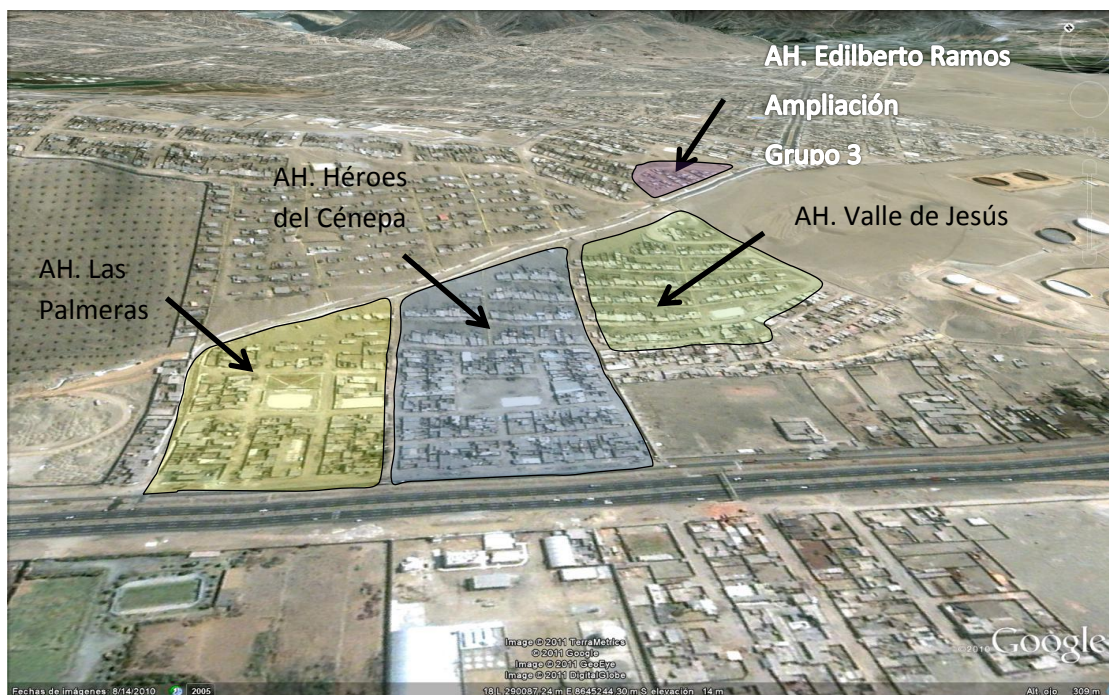 AH. Edilberto Ramos
Ampliación
Grupo 3
AH. Héroes
del Cénepa
AH. Valle de Jesús
AH. Las
Palmeras
Image © 2011 TerraMetrics
© 2011 Google
Image © 2011 GeoEye
Image © 2011 DigitalGlobe
©2010 Google
Fechas de imágenes 8/14/2010 2005
18 L 290087.24 m E 8645244.30 m S elevación 14 m
Alt. ojo 309 m